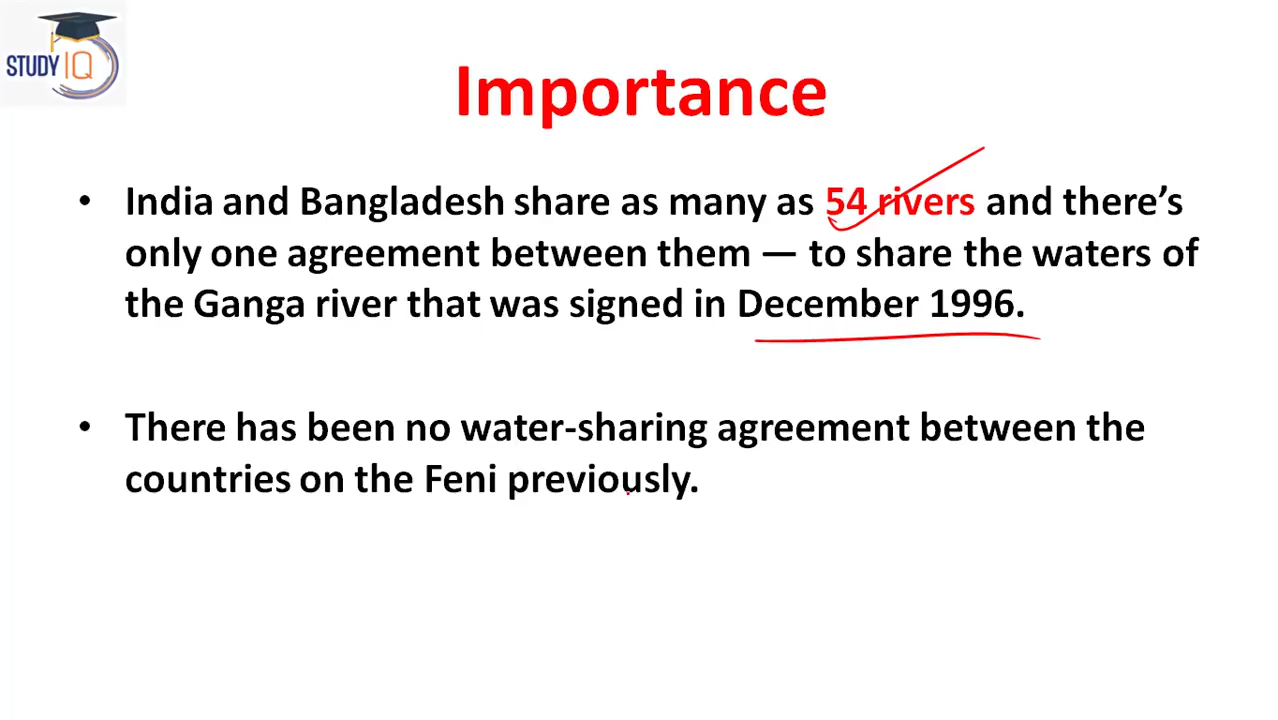 STUDY IQ
Importance
• India and Bangladesh share as many as 54 rivers and there’s
only one agreement between them — to share the waters of
the Ganga river that was signed in December 1996.
• There has been no water-sharing agreement between the
countries on the Feni previously.